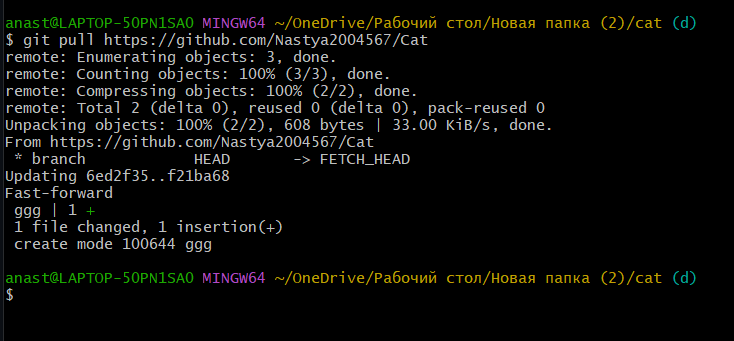 anast@LAPTOP-5OPN1SAO MINGW64 ~/OneDrive/Рабочий стол/Новая папка (2)/cat (d)
$ git pull https://github.com/Nastya2004567/Cat
remote: Enumerating objects: 3, done.
remote: Counting objects: 100% (3/3), done.
remote: Compressing objects: 100% (2/2), done.
remote: Total 2 (delta 0), reused 0 (delta 0), pack-reused 0
Unpacking objects: 100% (2/2), 608 bytes | 33.00 KiB/s, done.
From https://github.com/Nastya2004567/Cat
 * branch            HEAD       -> FETCH_HEAD
Updating 6ed2f35..f21ba68
Fast-forward
 ggg | 1 +
 1 file changed, 1 insertion(+)
 create mode 100644 ggg
anast@LAPTOP-5OPN1SAO MINGW64 ~/OneDrive/Рабочий стол/Новая папка (2)/cat (d)
$